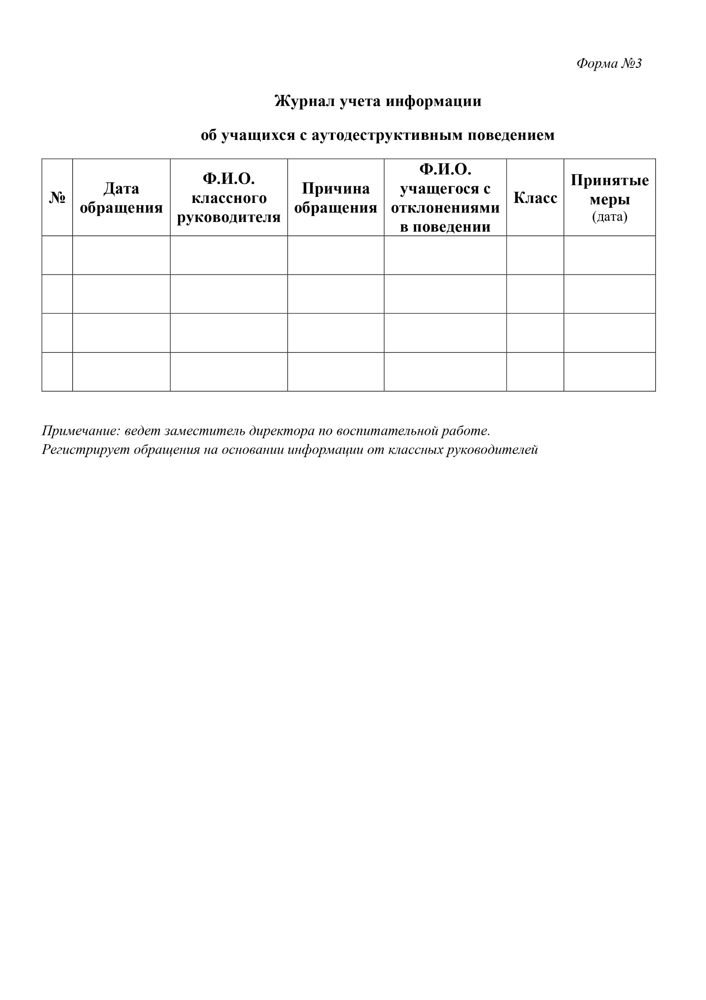 Форма №3
Журнал учета информации
об учащихся с аутодеструктивным поведением
№
Дата
обращения
Ф.И.О.
классного
руководителя
Причина
обращения
Ф.И.О.
учащегося с
отклонениями
в поведении
Класс
Принятые
меры
(дата)
Примечание: ведет заместитель директора по воспитательной работе.
Регистрирует обращения на основании информации от классных руководителей